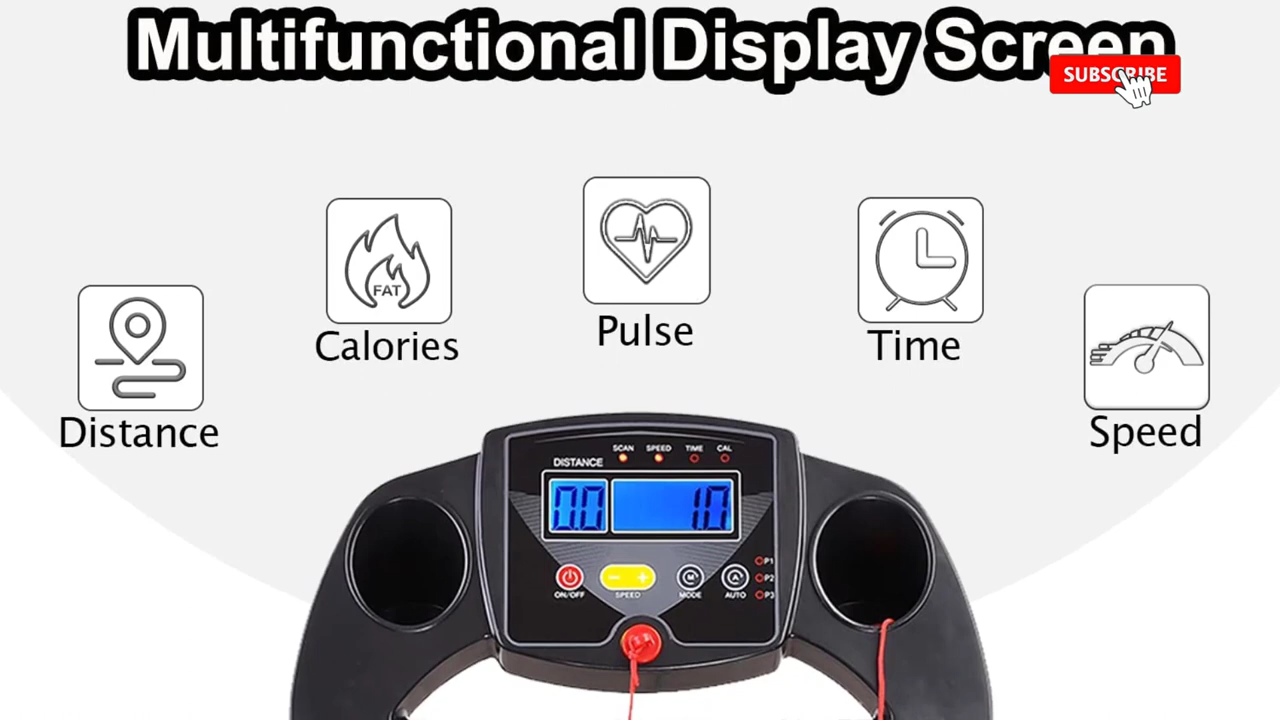 Multifunctional Display Screen
SUBSCRIBE
FAT
Pulse
Calories
Time
Distance
Speed
SCAN SPEED TIME CAL
DISTANCE
0.0 1.0
P1
P2
P3
M A
ON/OFF SPEED MODE AUTO